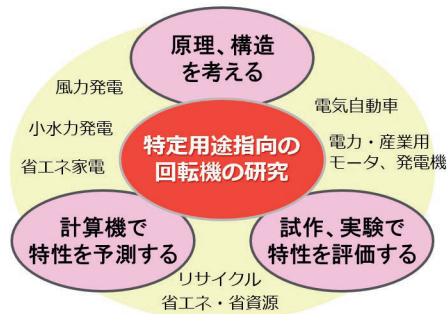 原理、構造
を考える
風力発電
小水力発電
省エネ家電
電気自動車
電力・産業用
モータ、発電機
特定用途指向の
回転機の研究
計算機で
特性を予測する
試作、実験で
特性を評価する
リサイクル
省エネ・省資源